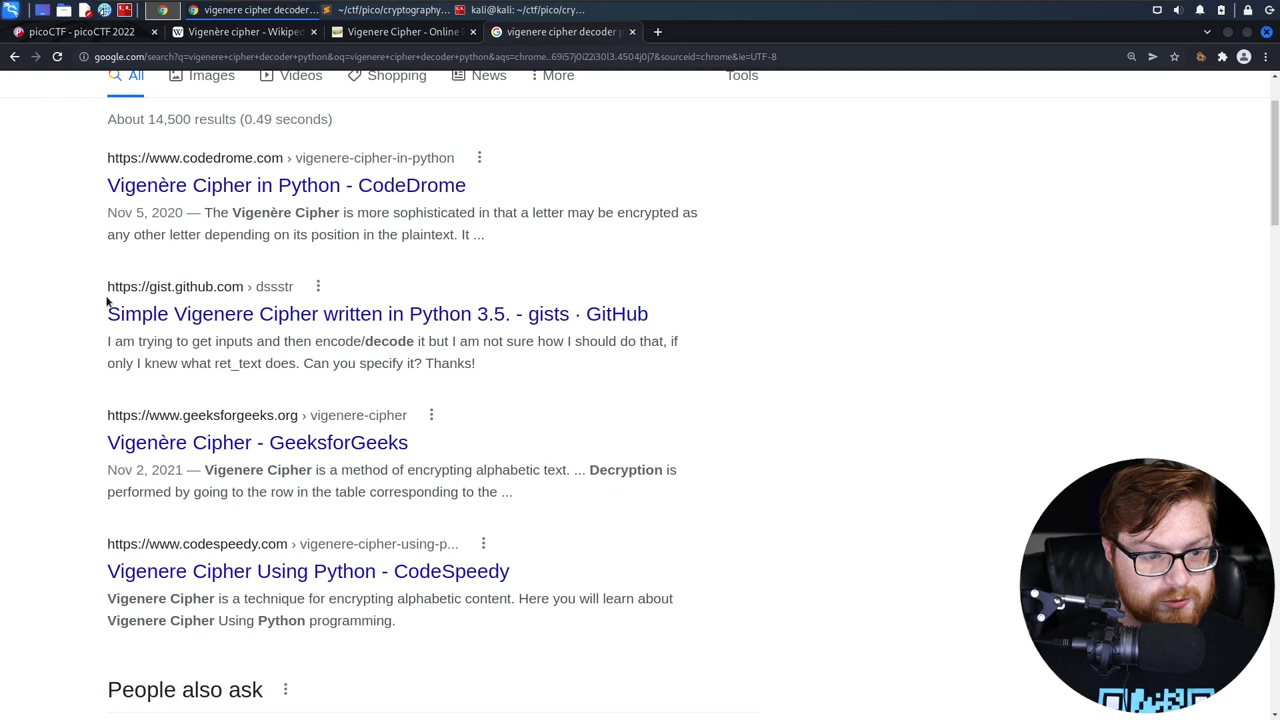 vigenere cipher decoder...
~/ctf/pico/cryptography...
kali@kali: ~/ctf/pico/cry...
picoCTF - picoCTF 2022
Vigenère cipher - Wikiped
Vigenere Cipher - Online
vigenere cipher decoder p
google.com/search?q=vigenere+cipher+decoder+python&oq=vigenere+cipher+decoder+python&aqs=chrome..69i57j0i22i30l3.4504j0j7&sourceid=chrome&ie=UTF-8
All Images Videos Shopping News More Tools
About 14,500 results (0.49 seconds)
https://www.codedrome.com › vigenere-cipher-in-python
Vigenère Cipher in Python - CodeDrome
Nov 5, 2020 — The Vigenère Cipher is more sophisticated in that a letter may be encrypted as
any other letter depending on its position in the plaintext. It ...
https://gist.github.com › dssstr
Simple Vigenere Cipher written in Python 3.5. - gists · GitHub
I am trying to get inputs and then encode/decode it but I am not sure how I should do that, if
only I knew what ret_text does. Can you specify it? Thanks!
https://www.geeksforgeeks.org › vigenere-cipher
Vigenère Cipher - GeeksforGeeks
Nov 2, 2021 — Vigenere Cipher is a method of encrypting alphabetic text. ... Decryption is
performed by going to the row in the table corresponding to the ...
https://www.codespeedy.com › vigenere-cipher-using-p...
Vigenere Cipher Using Python - CodeSpeedy
Vigenere Cipher is a technique for encrypting alphabetic content. Here you will learn about
Vigenere Cipher Using Python programming.
People also ask